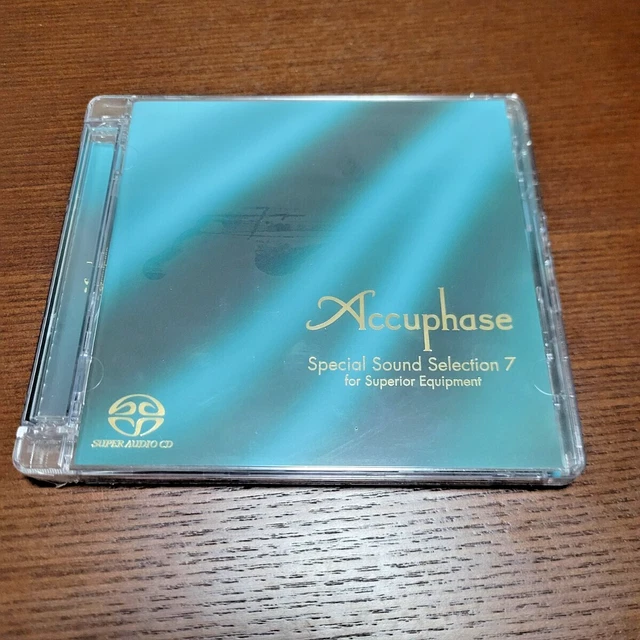 Accuphase
Special Sound Selection 7
for Superior Equipment
SUPER AUDIO CD